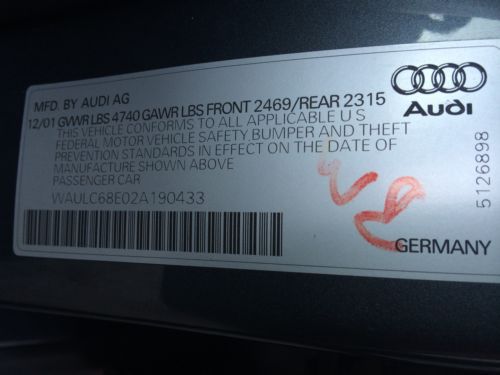 MFD. BY AUDI AG
12/01 GVWR LBS 4740 GAWR LBS FRONT 2469/REAR 2315
THIS VEHICLE CONFORMS TO ALL APPLICABLE U S
FEDERAL MOTOR VEHICLE SAFETY, BUMPER AND THEFT
PREVENTION STANDARDS IN EFFECT ON THE DATE OF
MANUFACTURE SHOWN ABOVE
PASSENGER CAR
WAULC68E02A190433
Audi
5126898
GERMANY